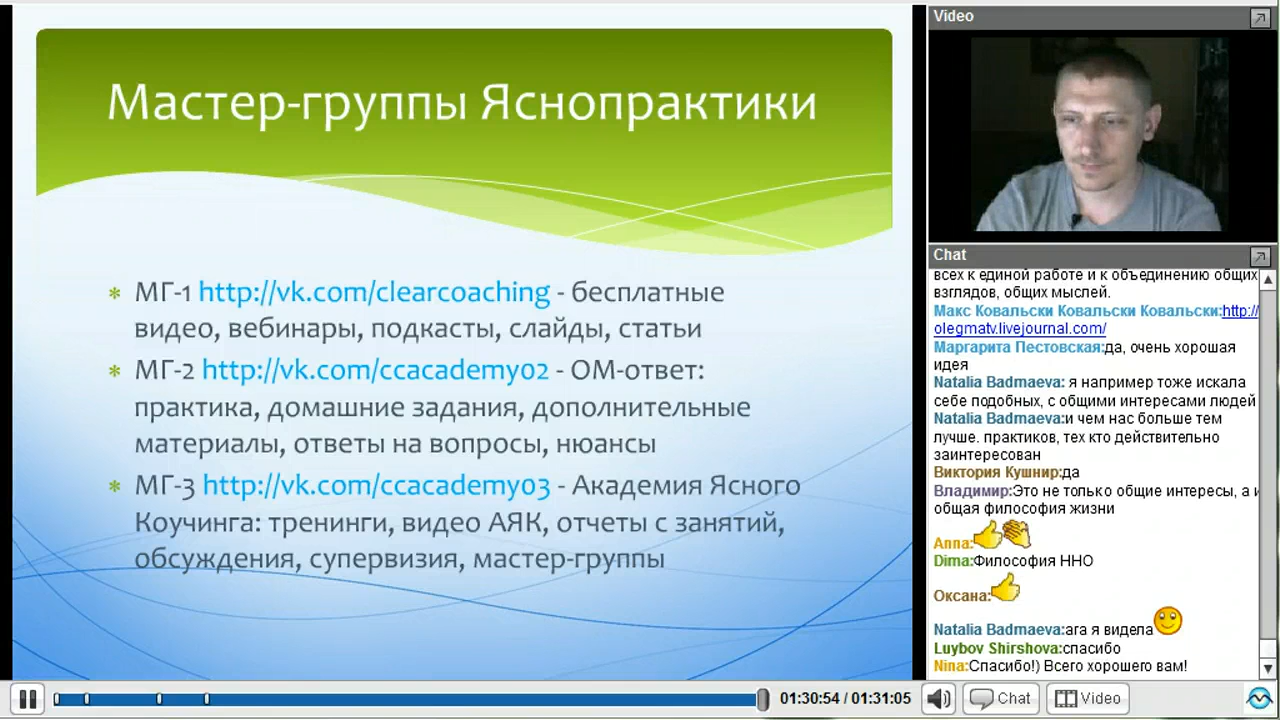 Мастер-группы Яснопрактики
МГ-1 http://vk.com/clearcoaching - бесплатные
видео, вебинары, подкасты, слайды, статьи
МГ-2 http://vk.com/ccacademy02 - ОМ-ответ:
практика, домашние задания, дополнительные
материалы, ответы на вопросы, нюансы
МГ-3 http://vk.com/ccacademy03 - Академия Ясного
Коучинга: тренинги, видео АЯК, отчеты с занятий,
обсуждения, супервизия, мастер-группы
Video
Chat
всех к единой работе и к объединению общих
взглядов, общих мыслей.
Макс Ковальски Ковальски Ковальски:http://
olegmatv.livejournal.com/
Маргарита Пестовская:да, очень хорошая
идея
Natalia Badmaeva: я например тоже искала
себе подобных, с общими интересами людей
Natalia Badmaeva:и чем нас больше тем
лучше. практиков, тех кто действительно
заинтересован
Виктория Кушнир:да
Владимир:Это не только общие интересы, а и
общая философия жизни
Anna:
Dima:Философия ННО
Оксана:
Natalia Badmaeva:ага я видела
Luybov Shirshova:спасибо
Nina:Спасибо!) Всего хорошего вам!
01:30:54 / 01:31:05
Chat
Video